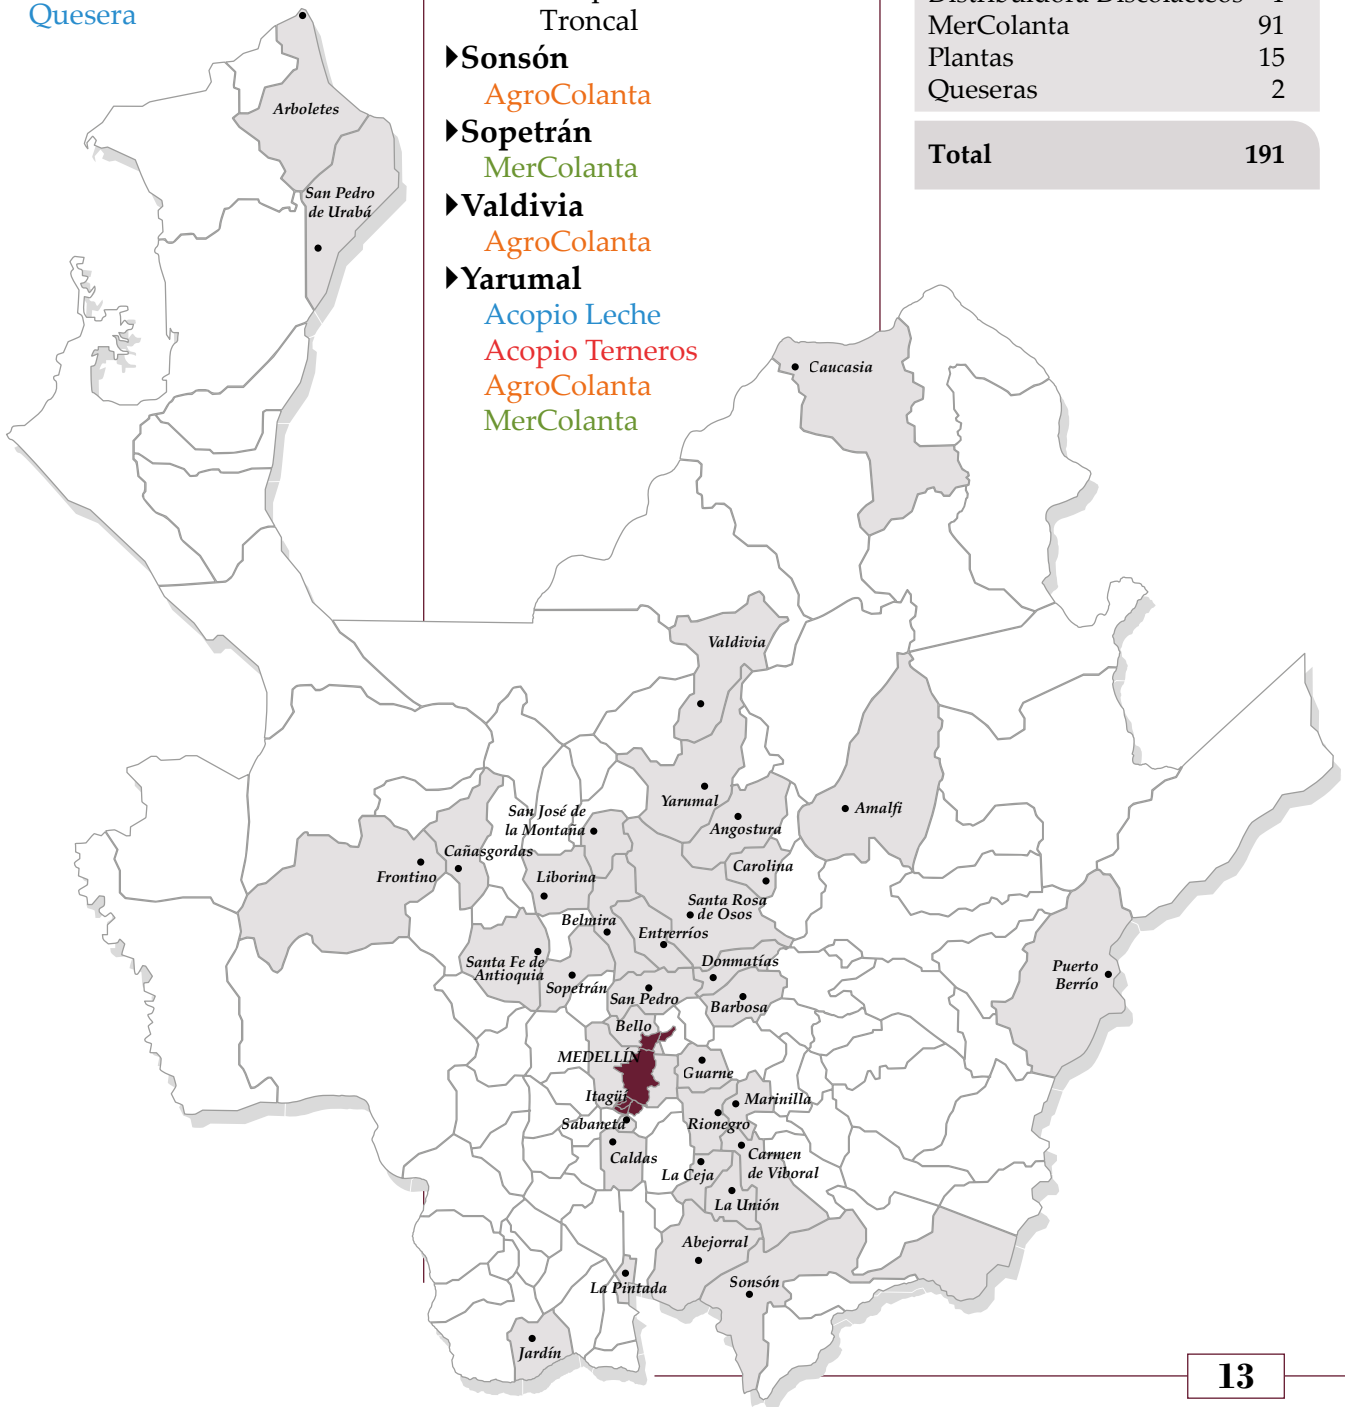 Quesera
Troncal
Sonsón
AgroColanta
Sopetrán
MerColanta
Valdivia
AgroColanta
Yarumal
Acopio Leche
Acopio Terneros
AgroColanta
MerColanta
MerColanta 91
Plantas 15
Queseras 2
Total 191
Arboletes
San Pedro
de Urabá
Caucasia
Valdivia
Yarumal
Angostura
Amalfi
San José de
la Montaña
Cañasgordas
Frontino
Liborina
Carolina
Santa Rosa
de Osos
Belmira
Entrerríos
Santa Fe de
Antioquia
Sopetrán
Donmatías
San Pedro
Barbosa
Puerto
Berrío
Bello
MEDELLÍN
Guarne
Itagüí
Marinilla
Sabaneta
Rionegro
Caldas
Carmen
de Viboral
La Ceja
La Unión
Abejorral
La Pintada
Sonsón
Jardín
13